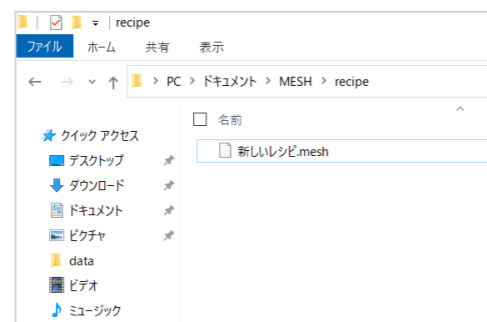 recipe
ファイル ホーム 共有 表示
PC > ドキュメント > MESH > recipe
名前
クイック アクセス
新しいレシピ.mesh
デスクトップ
ダウンロード
ドキュメント
ピクチャ
data
ビデオ
ミュージック